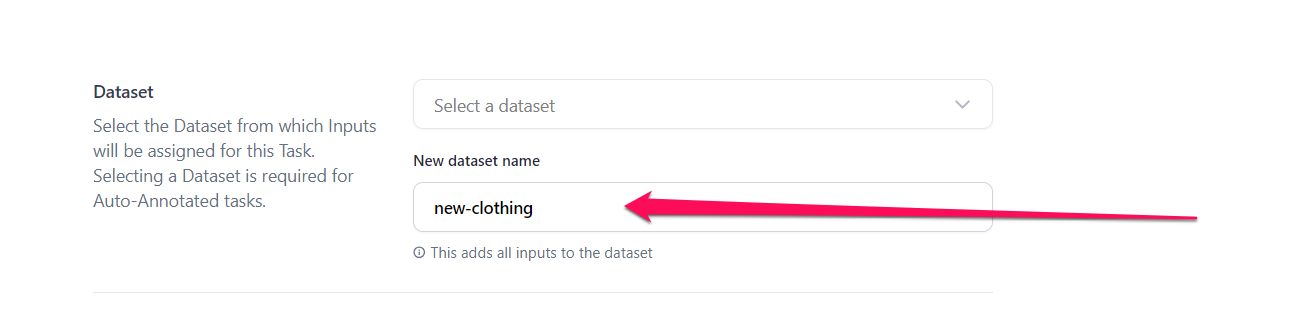 Dataset
Select the Dataset from which Inputs
will be assigned for this Task.
Selecting a Dataset is required for
Auto-Annotated tasks.
Select a dataset
New dataset name
new-clothing
This adds all inputs to the dataset